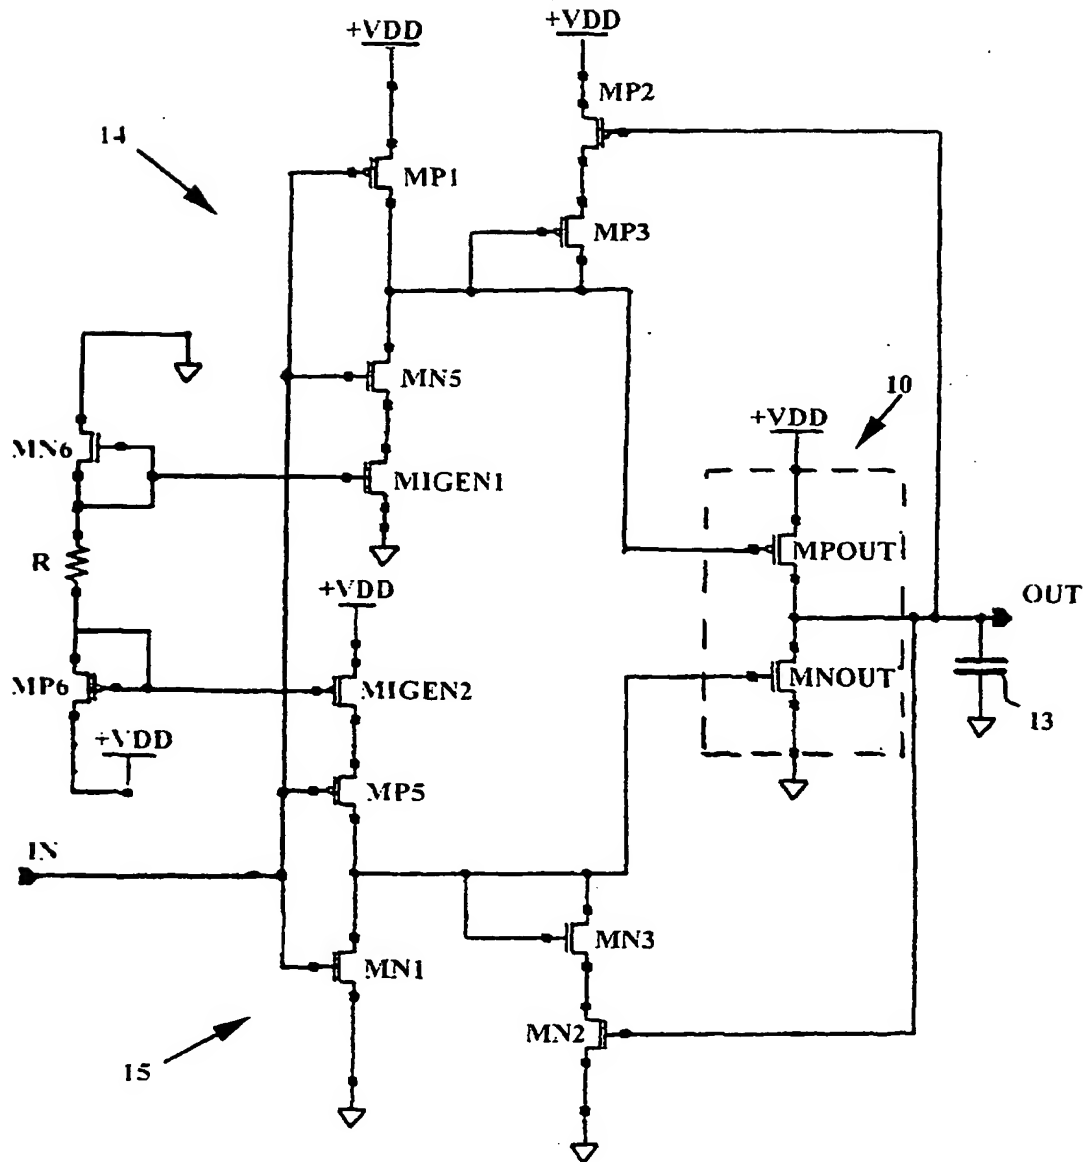 +VDD
+VDD
MP2
14
MP1
MP3
MN5
10
+VDD
MN6
MIGEN1
R
MPOUT
+VDD
OUT
MP6
MIGEN2
MNOUT
13
+VDD
MP5
IN
MN3
MN1
MN2
15